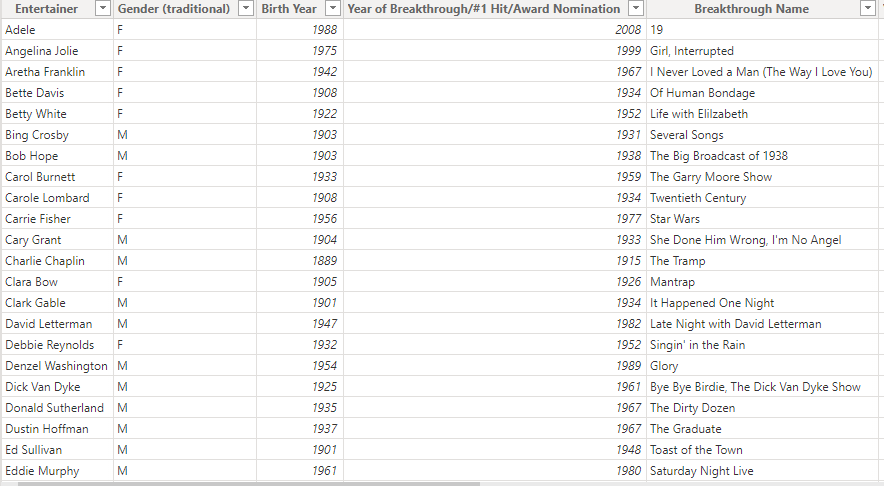 Entertainer Gender (traditional) Birth Year Year of Breakthrough/#1 Hit/Award Nomination Breakthrough Name
Adele F 1988 2008 19
Angelina Jolie F 1975 1999 Girl, Interrupted
Aretha Franklin F 1942 1967 I Never Loved a Man (The Way I Love You)
Bette Davis F 1908 1934 Of Human Bondage
Betty White F 1922 1952 Life with Elilzabeth
Bing Crosby M 1903 1931 Several Songs
Bob Hope M 1903 1938 The Big Broadcast of 1938
Carol Burnett F 1933 1959 The Garry Moore Show
Carole Lombard F 1908 1934 Twentieth Century
Carrie Fisher F 1956 1977 Star Wars
Cary Grant M 1904 1933 She Done Him Wrong, I'm No Angel
Charlie Chaplin M 1889 1915 The Tramp
Clara Bow F 1905 1926 Mantrap
Clark Gable M 1901 1934 It Happened One Night
David Letterman M 1947 1982 Late Night with David Letterman
Debbie Reynolds F 1932 1952 Singin' in the Rain
Denzel Washington M 1954 1989 Glory
Dick Van Dyke M 1925 1961 Bye Bye Birdie, The Dick Van Dyke Show
Donald Sutherland M 1935 1967 The Dirty Dozen
Dustin Hoffman M 1937 1967 The Graduate
Ed Sullivan M 1901 1948 Toast of the Town
Eddie Murphy M 1961 1980 Saturday Night Live